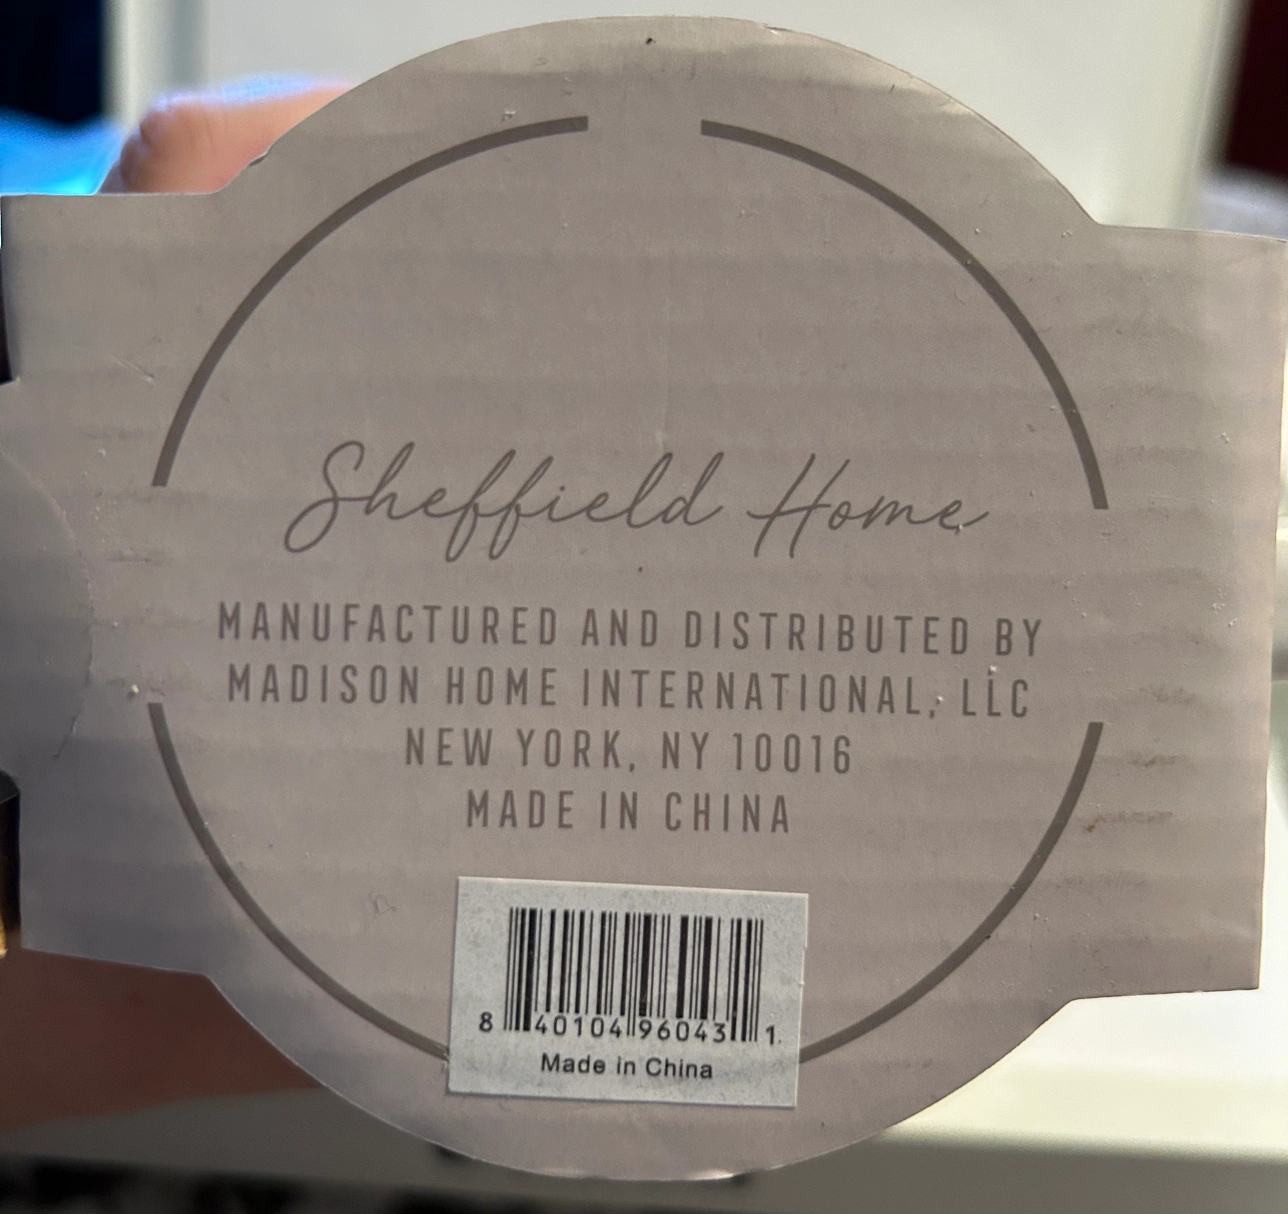 Sheffield Home
MANUFACTURED AND DISTRIBUTED BY
MADISON HOME INTERNATIONAL, LLC
NEW YORK, NY 10016
MADE IN CHINA
8 40104 96043 1
Made in China